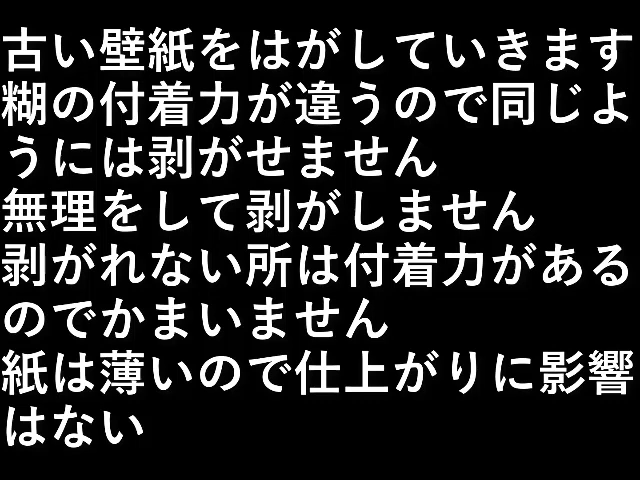 古い壁紙をはがしていきます
糊の付着力が違うので同じよ
うには剥がせません
無理をして剥がしません
剥がれない所は付着力がある
のでかまいません
紙は薄いので仕上がりに影響
はない